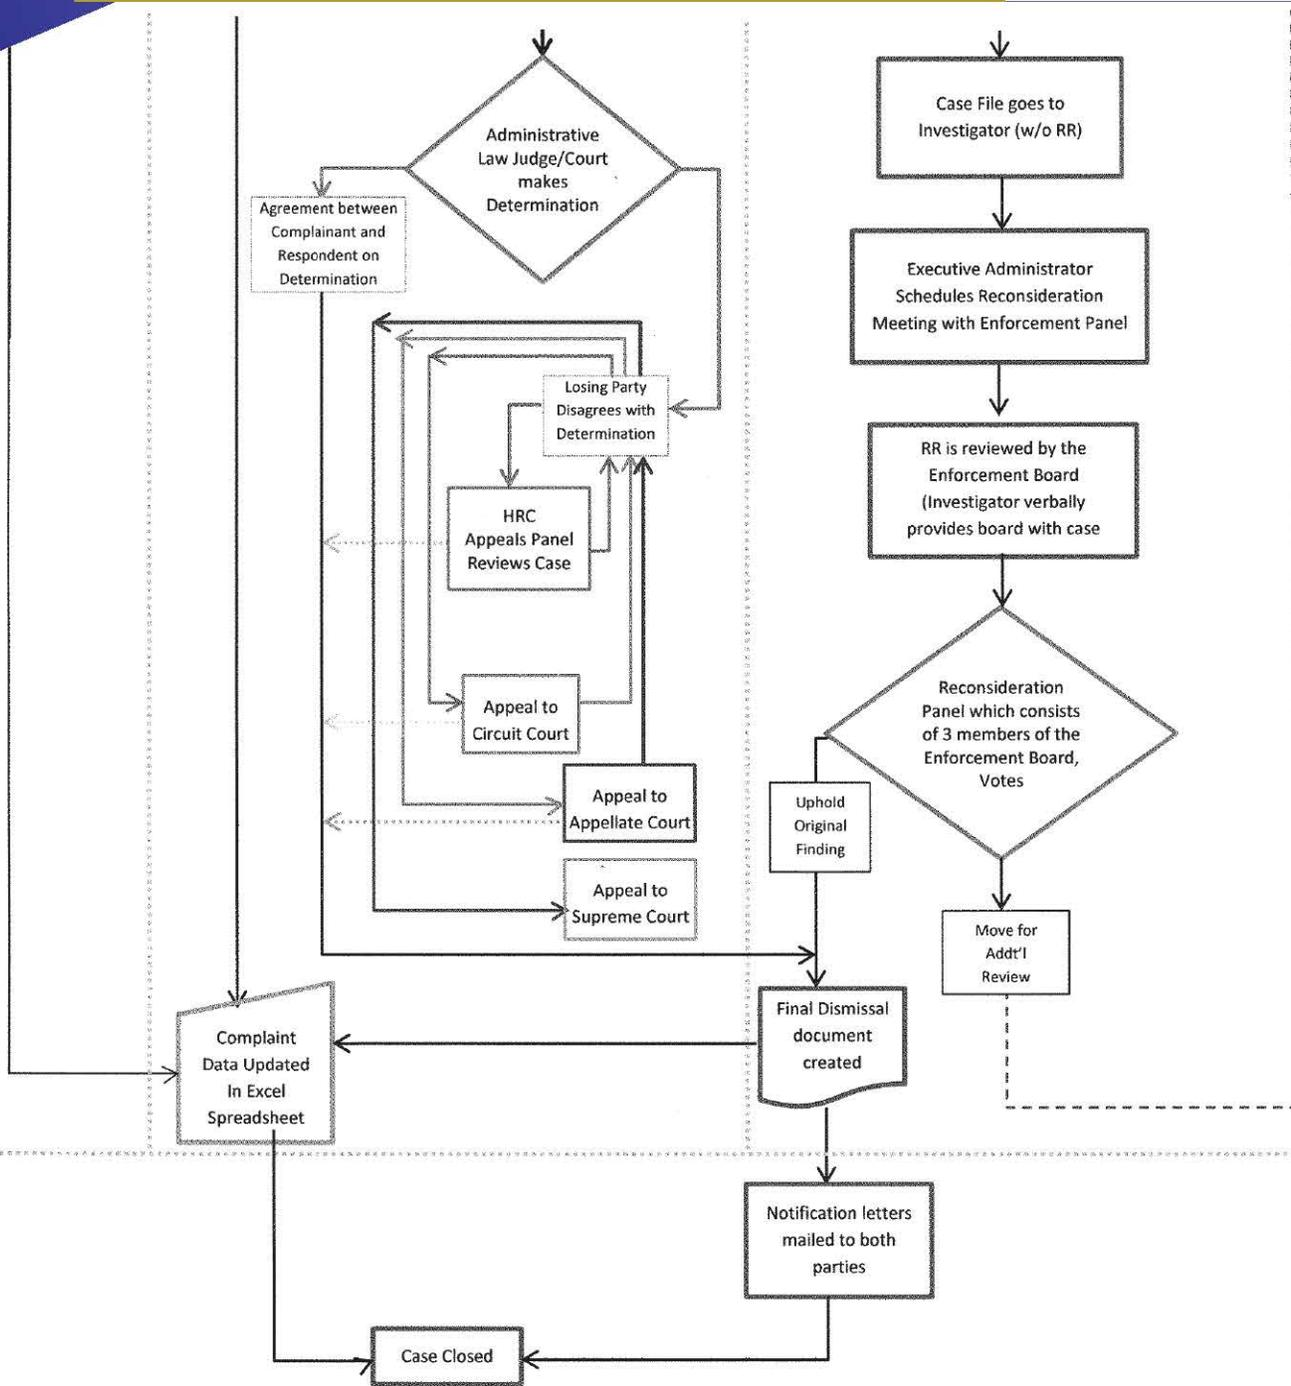 Administrative
Law Judge/Court
makes
Determination
Agreement between
Complainant and
Respondent on
Determination
Losing Party
Disagrees with
Determination
HRC
Appeals Panel
Reviews Case
Appeal to
Circuit Court
Appeal to
Appellate Court
Appeal to
Supreme Court
Case File goes to
Investigator (w/o RR)
Executive Administrator
Schedules Reconsideration
Meeting with Enforcement Panel
RR is reviewed by the
Enforcement Board
(Investigator verbally
provides board with case
Reconsideration
Panel which consists
of 3 members of the
Enforcement Board,
Votes
Uphold
Original
Finding
Move for
Addt'l
Review
Final Dismissal
document
created
Complaint
Data Updated
In Excel
Spreadsheet
Notification letters
mailed to both
parties
Case Closed